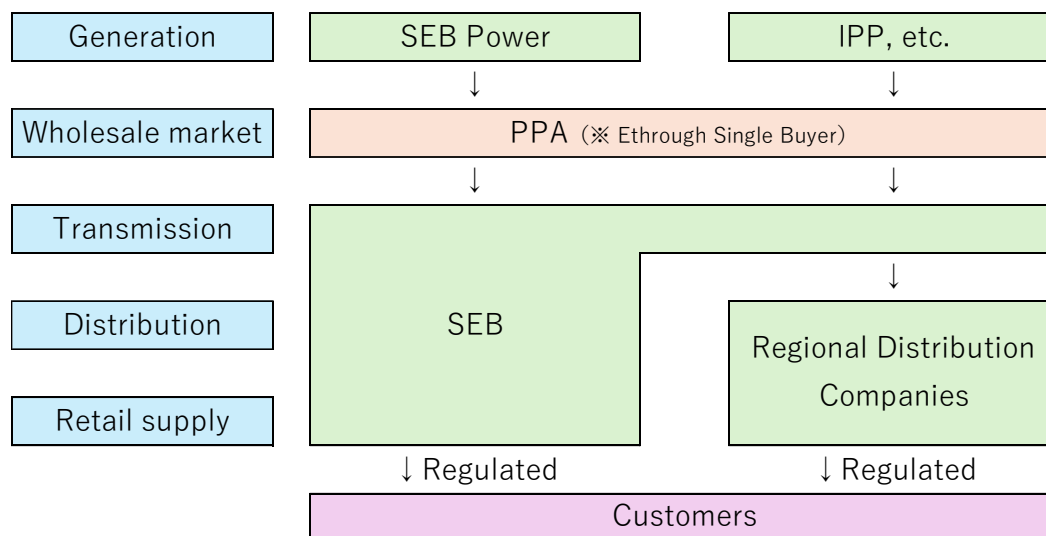 Generation
SEB Power
IPP, etc.
↓
↓
Wholesale market
PPA (※ Ethrough Single Buyer)
↓
↓
Transmission
↓
Distribution
SEB
Regional Distribution
Companies
Retail supply
↓ Regulated
↓ Regulated
Customers